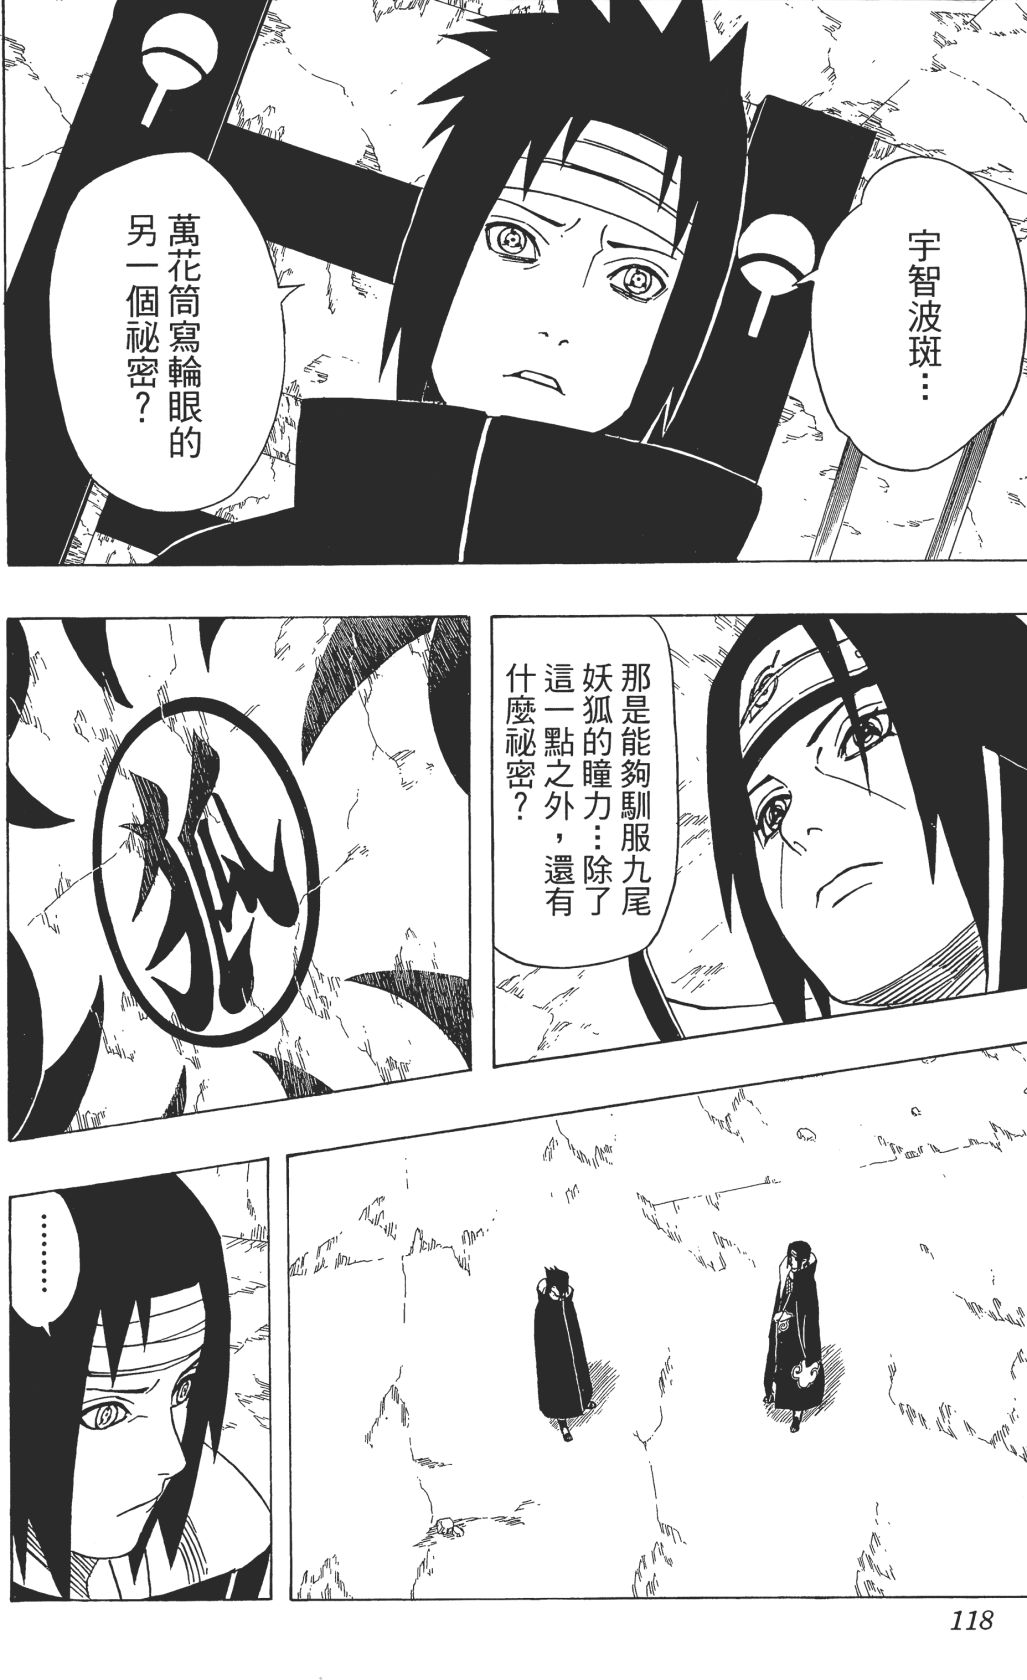 宇智波斑…
萬花筒寫輪眼的
另一個祕密？
那是能夠馴服九尾
妖狐的瞳力…除了
這一點之外，還有
什麼祕密？
………
118